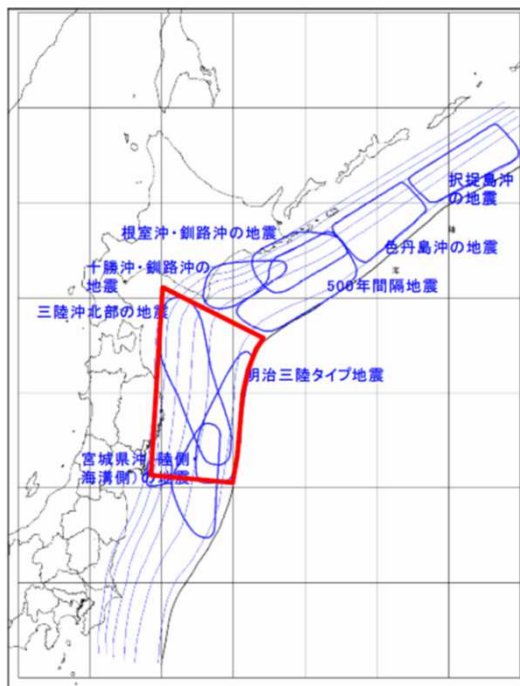 択捉島沖
の地震
根室沖・釧路沖の地震
色丹島沖の地震
十勝沖・釧路沖の
地震
500年間隔地震
三陸沖北部の地震
明治三陸タイプ地震
宮城県沖（陸側・
海溝側）の地震